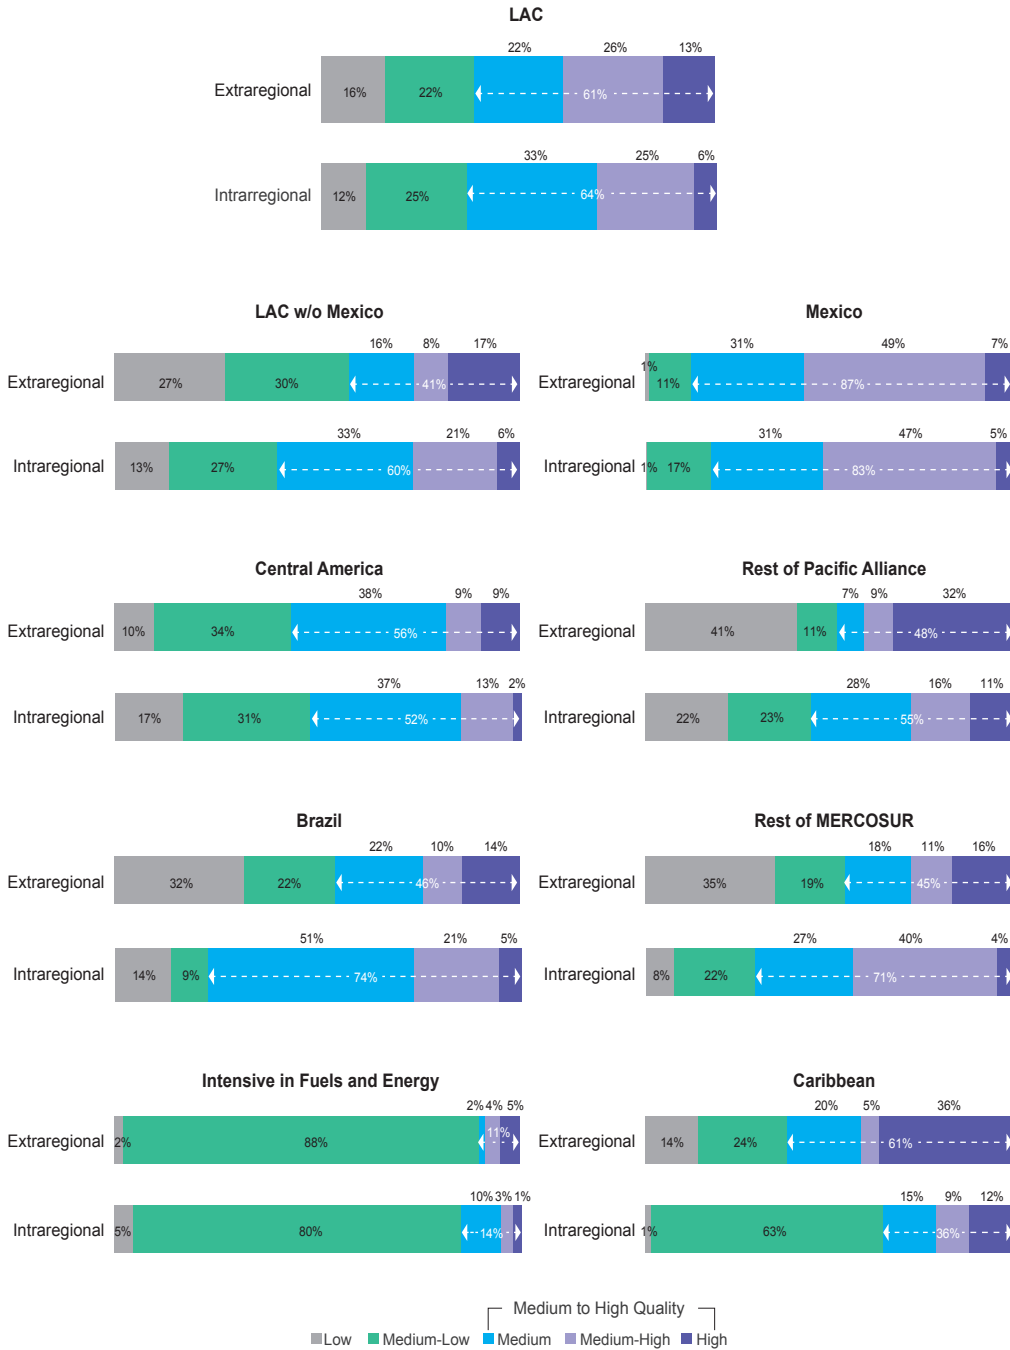 LAC
22% 26% 13%
Extraregional 16% 22% 61%
33% 25% 6%
Intrarregional 12% 25% 64%
LAC w/o Mexico
16% 8% 17%
Extraregional 27% 30% 41%
33% 21% 6%
Intraregional 13% 27% 60%
Mexico
31% 49% 7%
Extraregional 1% 11% 87%
31% 47% 5%
Intraregional 1% 17% 83%
Central America
38% 9% 9%
Extraregional 10% 34% 56%
37% 13% 2%
Intraregional 17% 31% 52%
Rest of Pacific Alliance
7% 9% 32%
Extraregional 41% 11% 48%
28% 16% 11%
Intraregional 22% 23% 55%
Brazil
22% 10% 14%
Extraregional 32% 22% 46%
51% 21% 5%
Intraregional 14% 9% 74%
Rest of MERCOSUR
18% 11% 16%
Extraregional 35% 19% 45%
27% 40% 4%
Intraregional 8% 22% 71%
Intensive in Fuels and Energy
2% 4% 5%
Extraregional 2% 88% 11%
10% 3% 1%
Intraregional 5% 80% 14%
Caribbean
20% 5% 36%
Extraregional 14% 24% 61%
15% 9% 12%
Intraregional 1% 63% 36%
Medium to High Quality
Low Medium-Low Medium Medium-High High